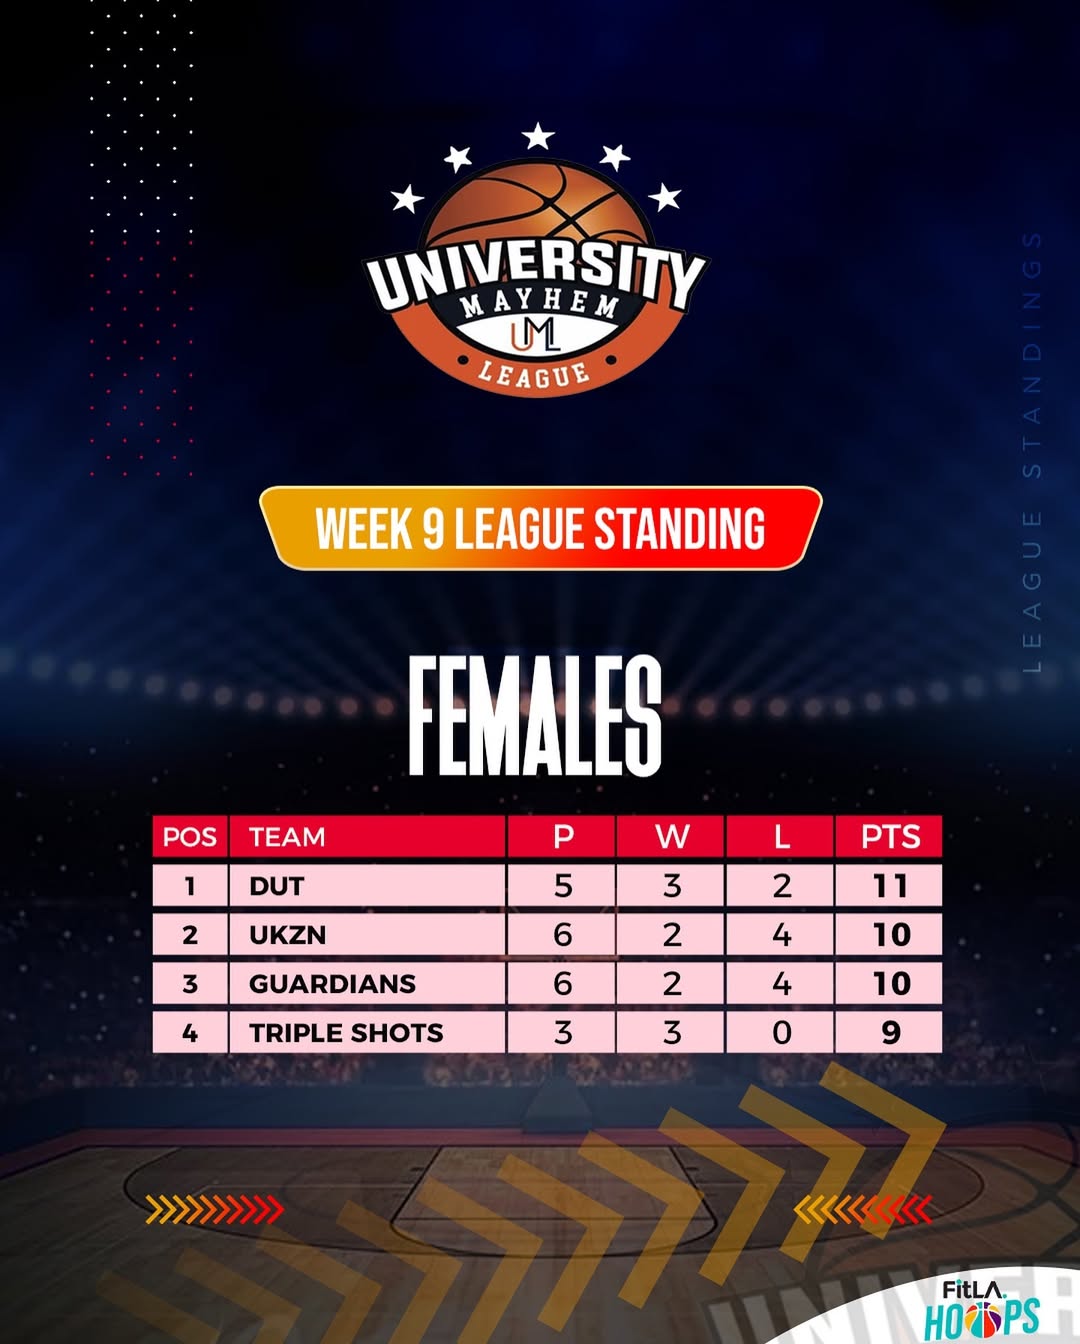 UNIVERSITY
MAYHEM
UML
LEAGUE
LEAGUE STANDINGS
WEEK 9 LEAGUE STANDING
FEMALES
POS TEAM P W L PTS
1 DUT 5 3 2 11
2 UKZN 6 2 4 10
3 GUARDIANS 6 2 4 10
4 TRIPLE SHOTS 3 3 0 9
FitLA.
HOOPS